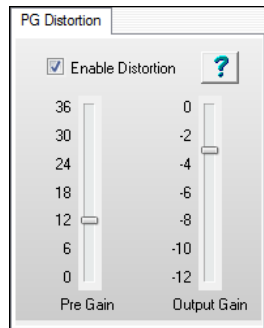 PG Distortion
Enable Distortion ?
36 0
30 -2
24 -4
18 -6
12 -8
6 -10
0 -12
Pre Gain Output Gain